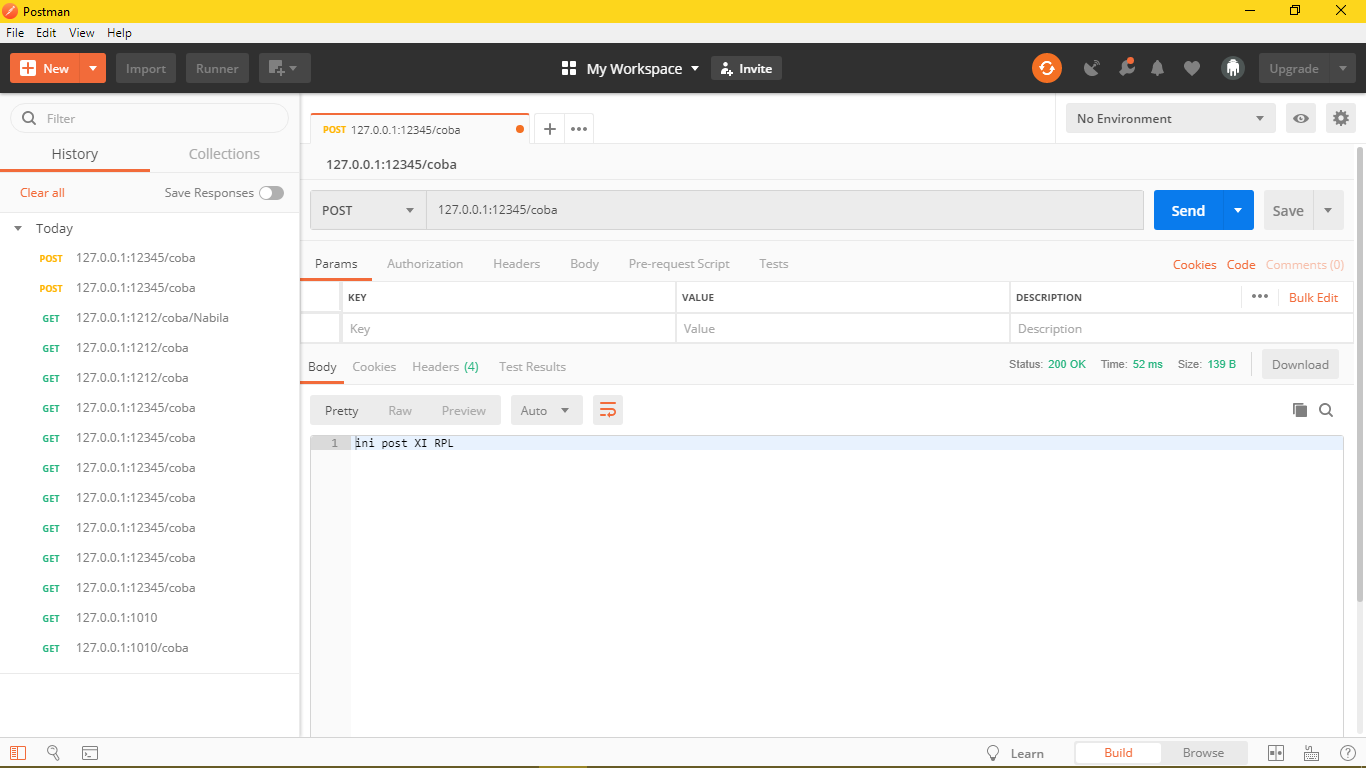 Postman
File Edit View Help
New Import Runner My Workspace Invite Upgrade
Filter
History Collections
Clear all Save Responses
Today
POST 127.0.0.1:12345/coba
POST 127.0.0.1:12345/coba
GET 127.0.0.1:1212/coba/Nabila
GET 127.0.0.1:1212/coba
GET 127.0.0.1:1212/coba
GET 127.0.0.1:12345/coba
GET 127.0.0.1:12345/coba
GET 127.0.0.1:12345/coba
GET 127.0.0.1:12345/coba
GET 127.0.0.1:12345/coba
GET 127.0.0.1:12345/coba
GET 127.0.0.1:12345/coba
GET 127.0.0.1:1010
GET 127.0.0.1:1010/coba
POST 127.0.0.1:12345/coba
No Environment
127.0.0.1:12345/coba
POST 127.0.0.1:12345/coba Send Save
Params Authorization Headers Body Pre-request Script Tests Cookies Code Comments (0)
KEY VALUE DESCRIPTION Bulk Edit
Key Value Description
Body Cookies Headers (4) Test Results Status: 200 OK Time: 52 ms Size: 139 B Download
Pretty Raw Preview Auto
1 ini post XI RPL
Learn Build Browse